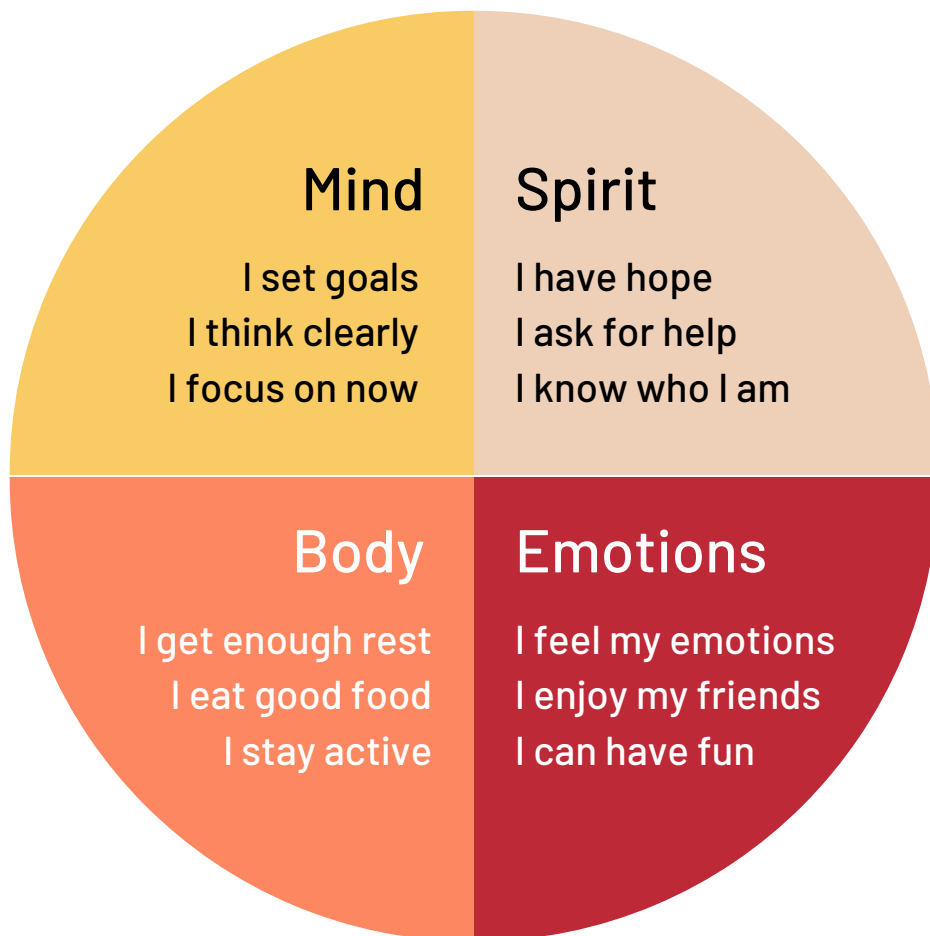 Mind
I set goals
I think clearly
I focus on now
Spirit
I have hope
I ask for help
I know who I am
Body
I get enough rest
I eat good food
I stay active
Emotions
I feel my emotions
I enjoy my friends
I can have fun